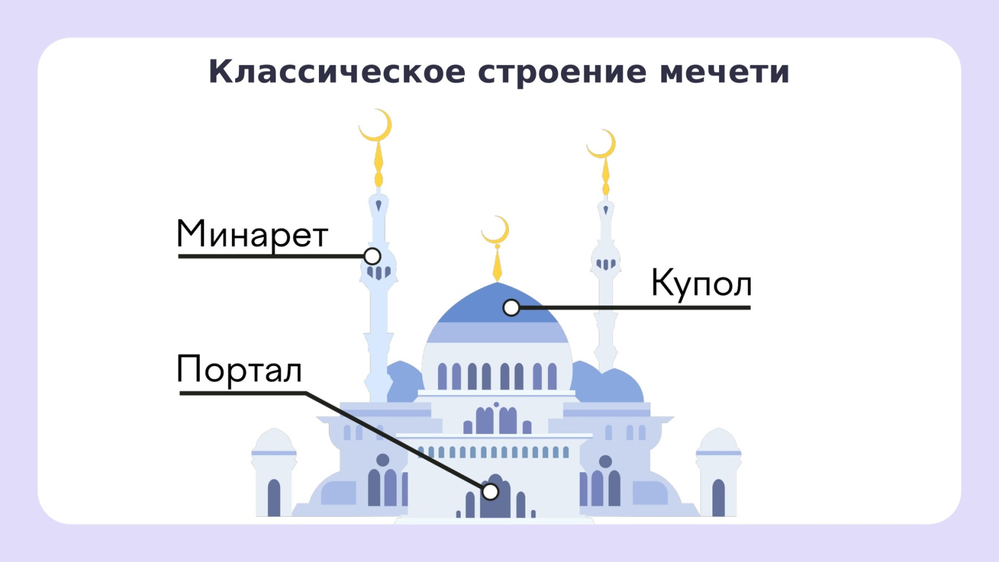 Классическое строение мечети
Минарет
Купол
Портал